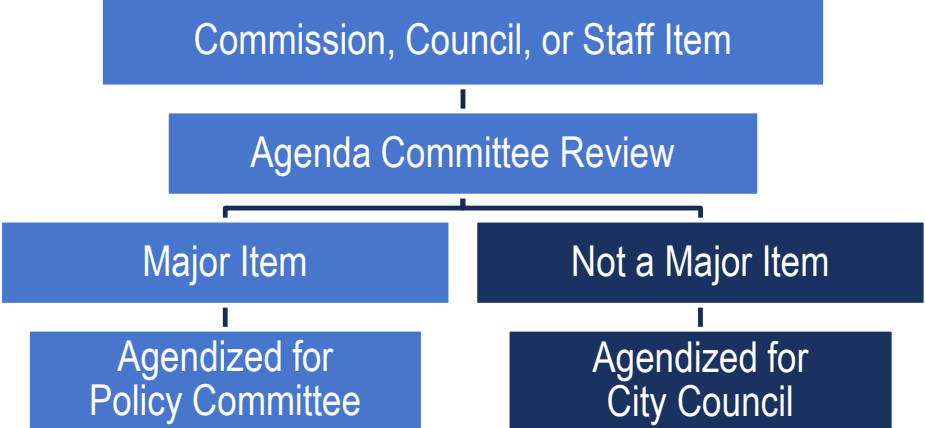 Commission, Council, or Staff Item
Agenda Committee Review
Major Item
Not a Major Item
Agendized for
Policy Committee
Agendized for
City Council